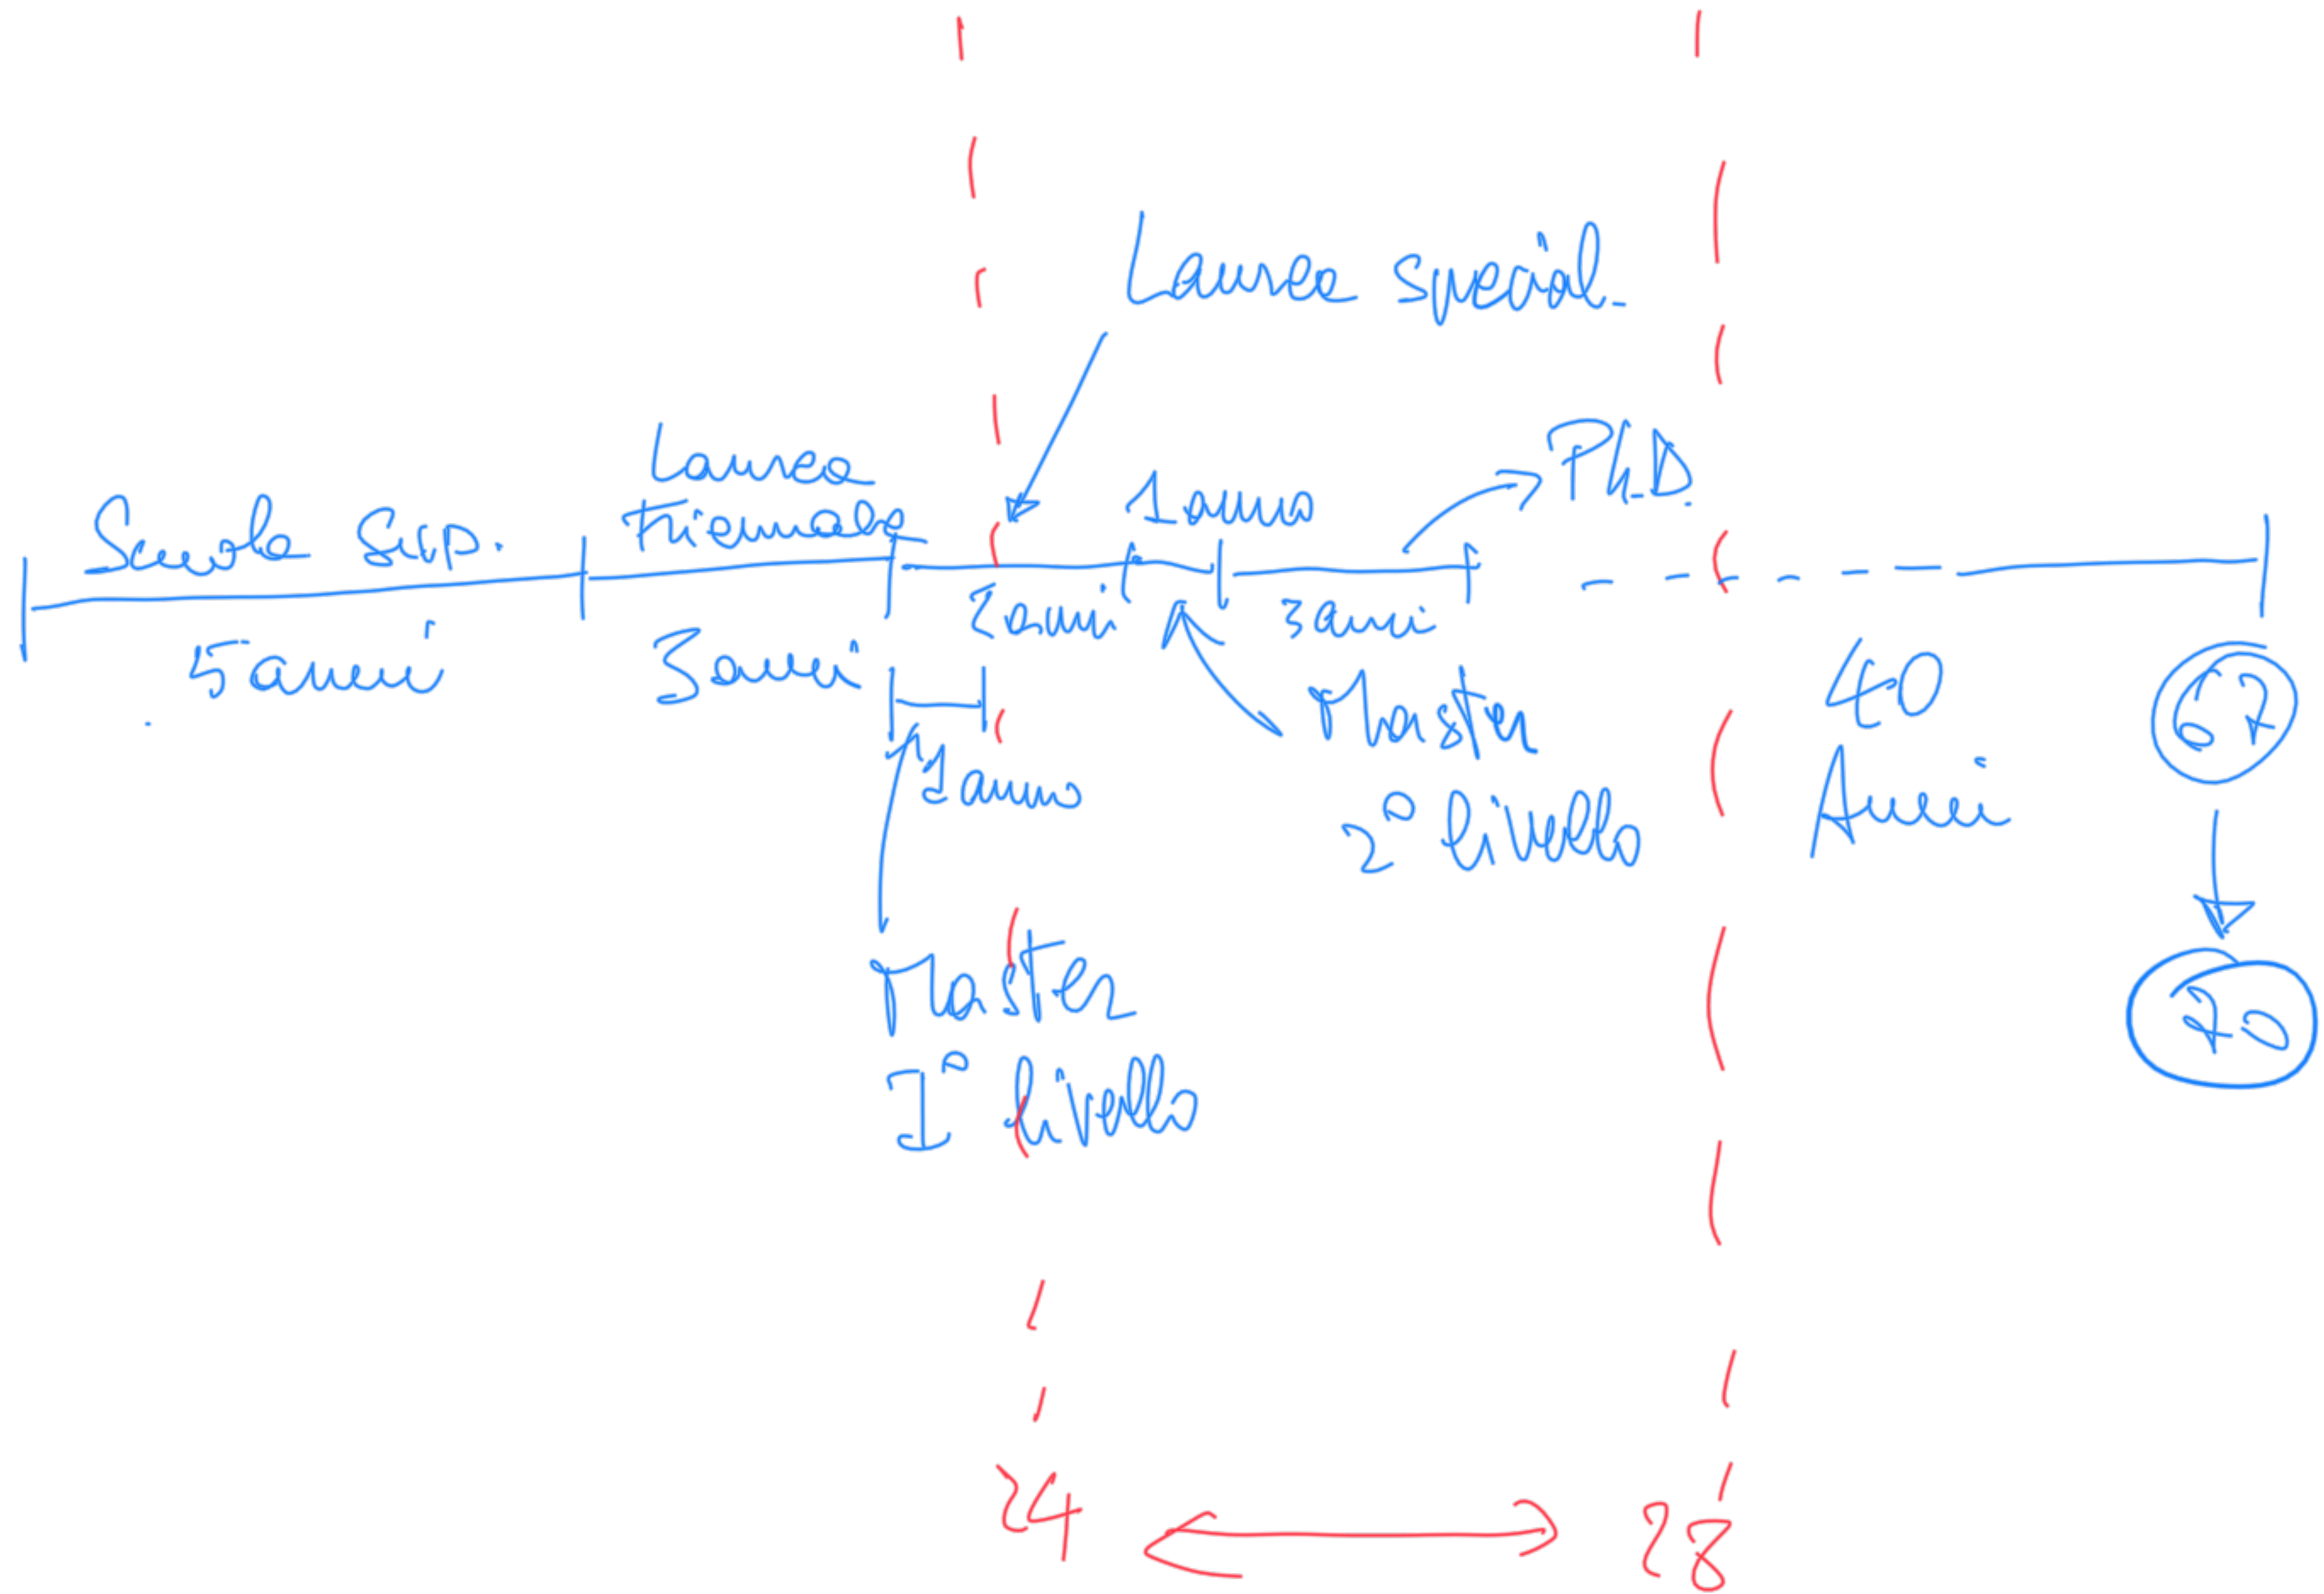 Laurea special.
Scuola Sup.
Laurea
triennale
1 anno
Ph.D.
5 anni
3 anni
2 anni
3 anni
1 anno
Master
2° livello
40
Anni
67
70
Master
I° livello
24
28